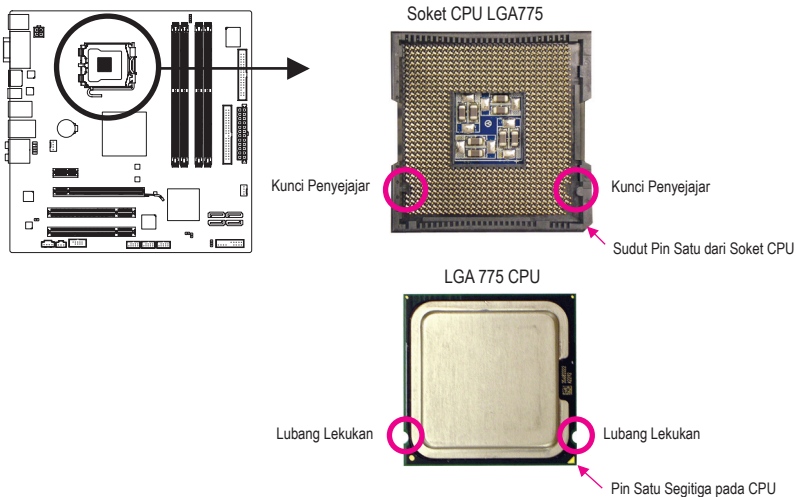 Soket CPU LGA775
Kunci Penyejajar
Kunci Penyejajar
Sudut Pin Satu dari Soket CPU
LGA 775 CPU
Lubang Lekukan
Lubang Lekukan
Pin Satu Segitiga pada CPU